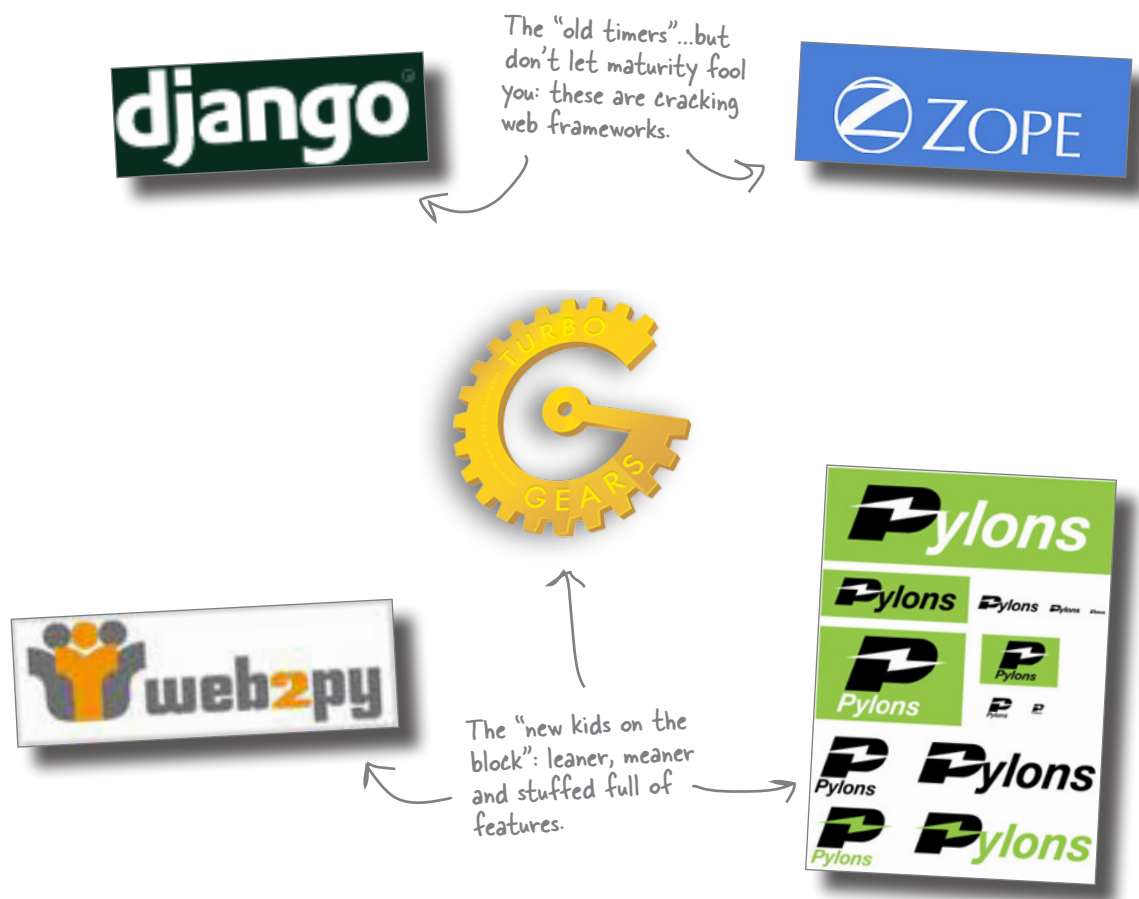 The “old timers”...but
don't let maturity fool
you: these are cracking
web frameworks.
django
ZOPE
TURBO
GEARS
Pylons
Pylons
Pylons
Pylons
Pylons
Pylons
Pylons
Pylons
web2py
The “new kids on the
block”: leaner, meaner
and stuffed full of
features.
Pylons
Pylons
Pylons
Pylons